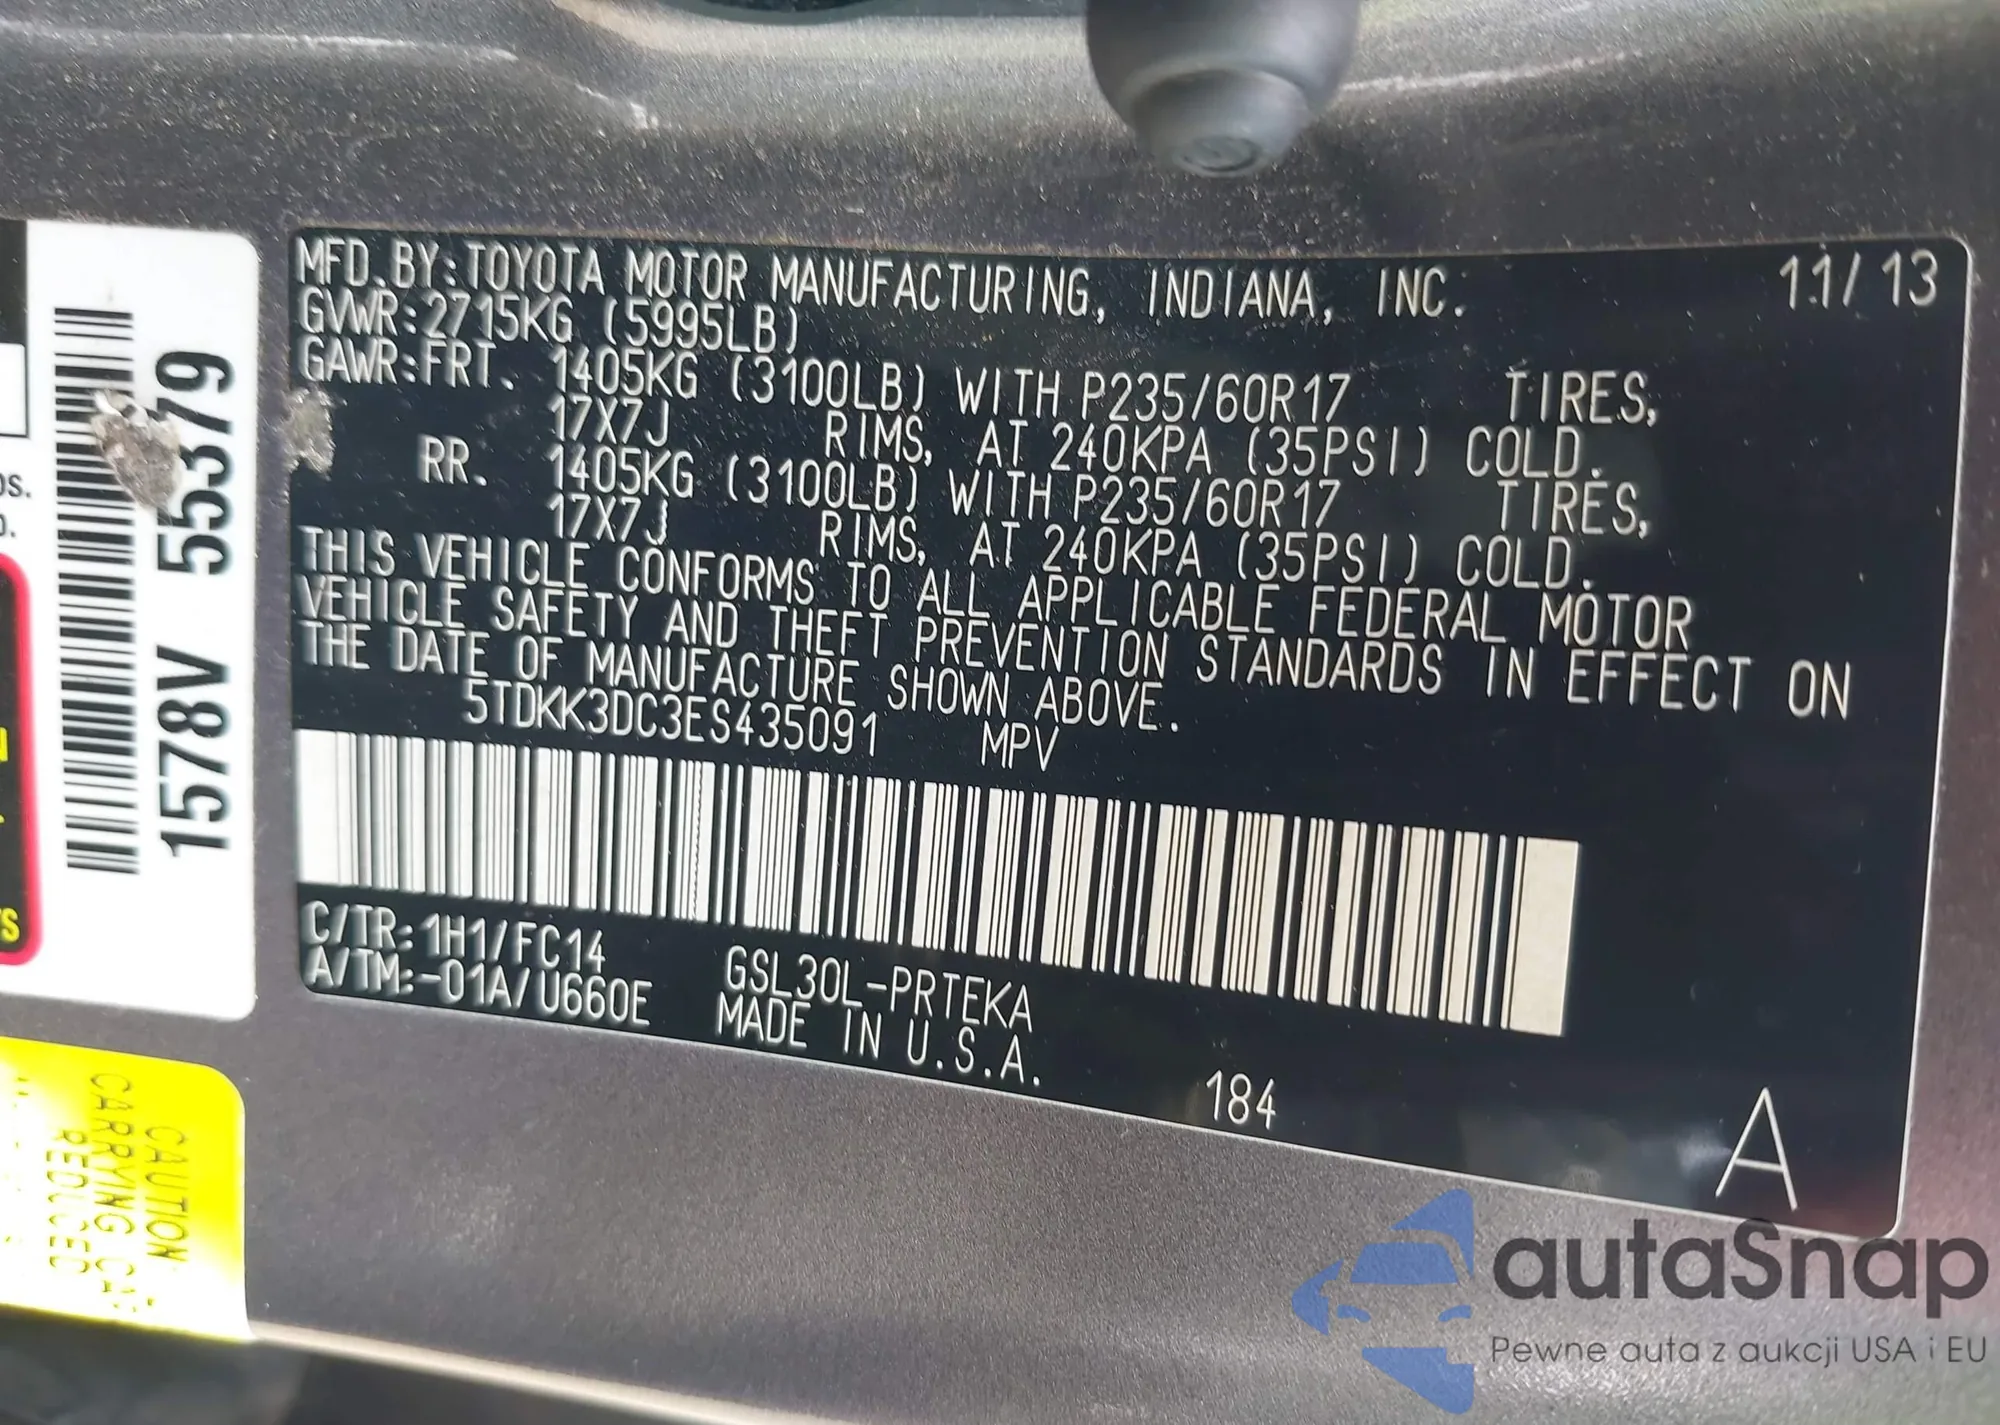 MFD.BY:TOYOTA MOTOR MANUFACTURING, INDIANA, INC. 11/13
GVWR:2715KG (5995LB)
GAWR:FRT. 1405KG (3100LB) WITH P235/60R17 TIRES,
17X7J RIMS, AT 240KPA (35PSI) COLD.
RR. 1405KG (3100LB) WITH P235/60R17 TIRES,
17X7J RIMS, AT 240KPA (35PSI) COLD.
THIS VEHICLE CONFORMS TO ALL APPLICABLE FEDERAL MOTOR
VEHICLE SAFETY AND THEFT PREVENTION STANDARDS IN EFFECT ON
THE DATE OF MANUFACTURE SHOWN ABOVE.
5TDKK3DC3ES435091 MPV
C/TR:1H1/FC14
A/TM:-01A/U660E
GSL30L-PRTEKA
MADE IN U.S.A.
184
A
1578V 55379
CAUTION
CARRYING
REDUCED
autaSnap
Pewne auta z aukcji USA i EU